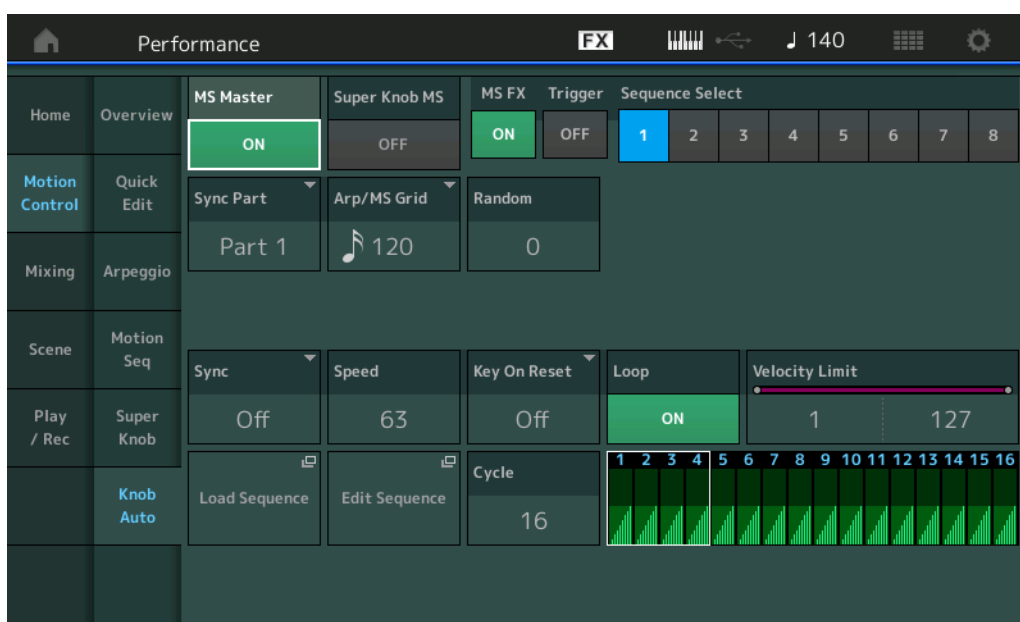 Performance
FX
140
Home
Motion
Control
Mixing
Scene
Play
/ Rec
Overview
Quick
Edit
Arpeggio
Motion
Seq
Super
Knob
Knob
Auto
MS Master
ON
Super Knob MS
OFF
MS FX
ON
Trigger
OFF
Sequence Select
1 2 3 4 5 6 7 8
Sync Part
Part 1
Arp/MS Grid
120
Random
0
Sync
Off
Speed
63
Key On Reset
Off
Loop
ON
Velocity Limit
1 127
Load Sequence
Edit Sequence
Cycle
16
1 2 3 4 5 6 7 8 9 10 11 12 13 14 15 16